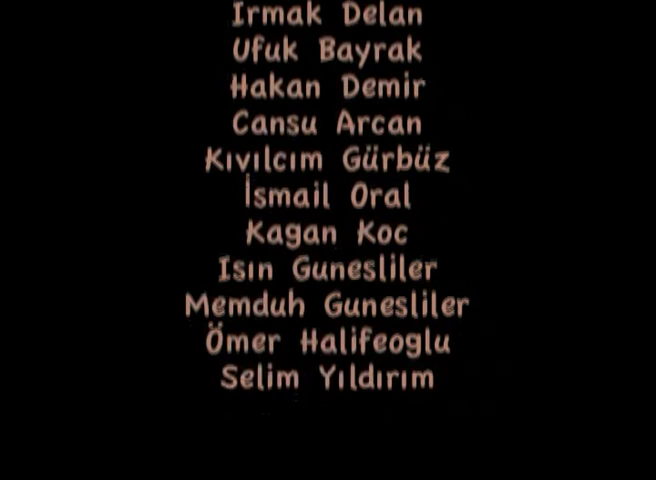 Irmak Delan
Ufuk Bayrak
Hakan Demir
Cansu Arcan
Kıvılcım Gürbüz
İsmail Oral
Kagan Koc
Isın Gunesliler
Memduh Gunesliler
Ömer Halifeoglu
Selim Yıldırım